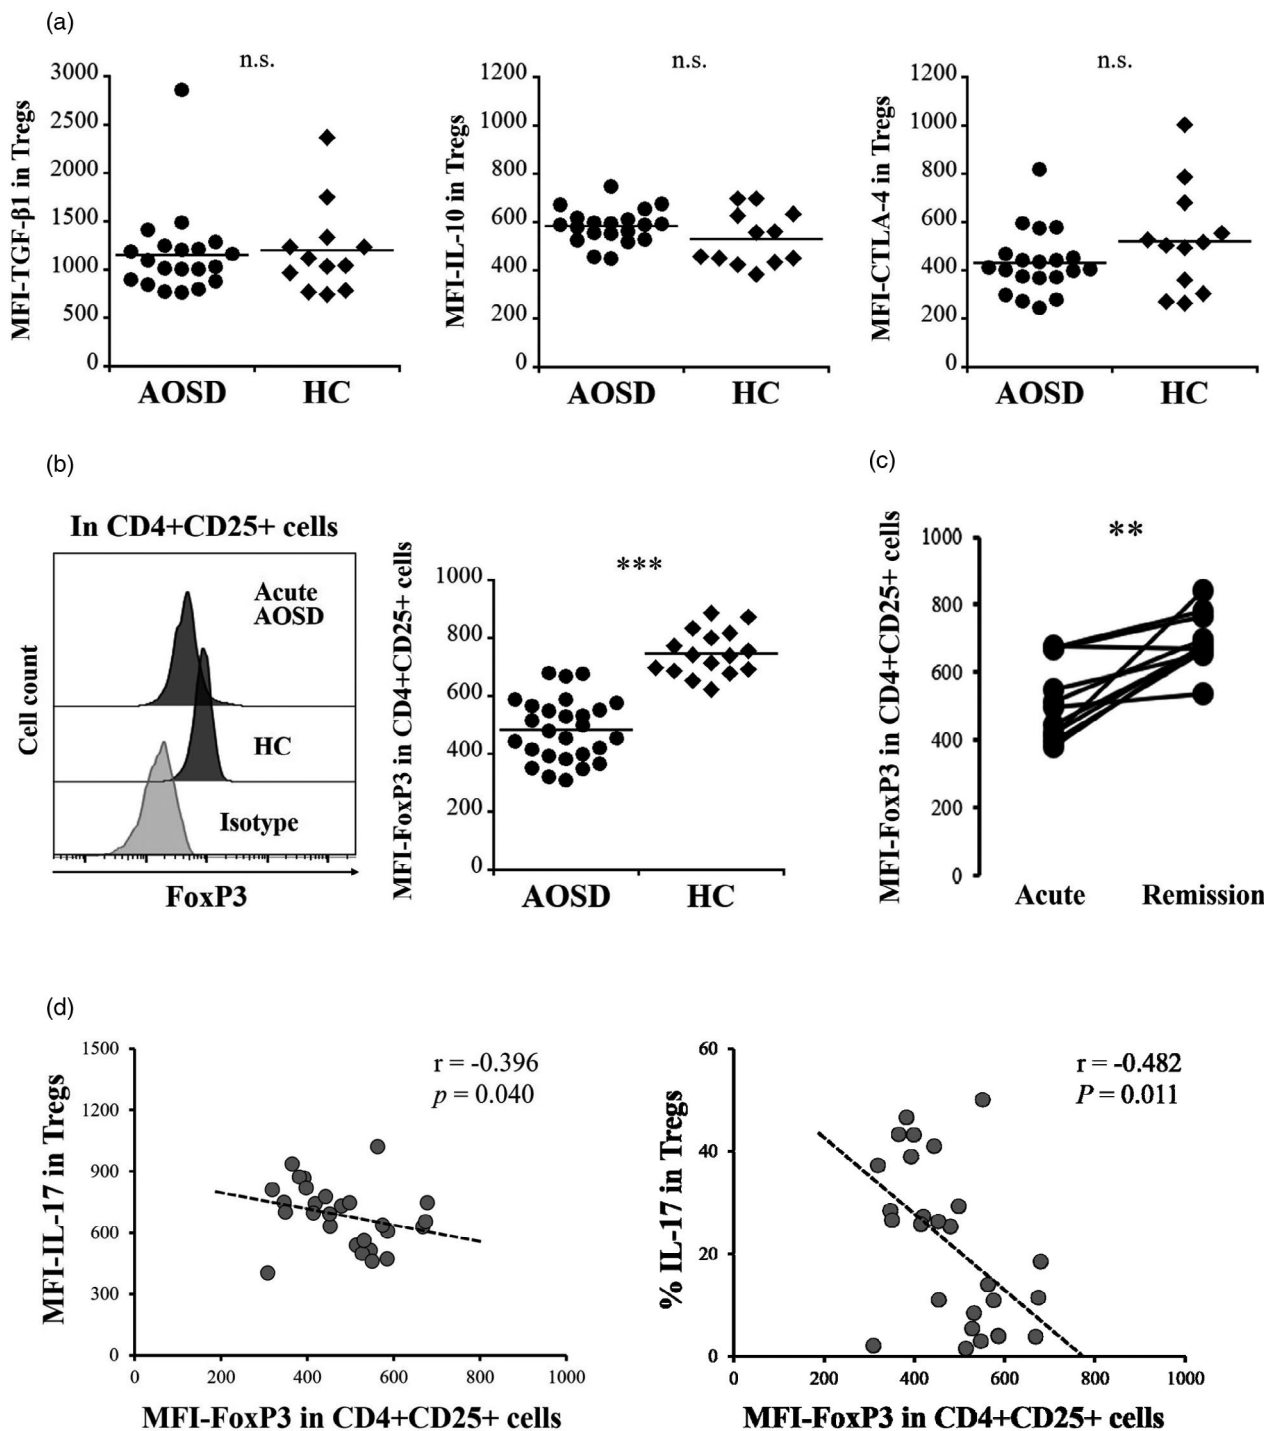 (a)
n.s.
n.s.
n.s.
MFI-TGF-β1 in Tregs
3000
2500
2000
1500
1000
500
0
AOSD
HC
MFI-IL-10 in Tregs
1200
1000
800
600
400
200
0
AOSD
HC
MFI-CTLA-4 in Tregs
1200
1000
800
600
400
200
0
AOSD
HC
(b)
In CD4+CD25+ cells
Cell count
Acute
AOSD
HC
Isotype
FoxP3
MFI-FoxP3 in CD4+CD25+ cells
***
1000
800
600
400
200
0
AOSD
HC
(c)
MFI-FoxP3 in CD4+CD25+ cells
**
1000
800
600
400
200
0
Acute
Remission
(d)
MFI-IL-17 in Tregs
1500
1200
900
600
300
0
r = -0.396
p = 0.040
0 200 400 600 800 1000
MFI-FoxP3 in CD4+CD25+ cells
% IL-17 in Tregs
60
40
20
0
r = -0.482
P = 0.011
0 200 400 600 800 1000
MFI-FoxP3 in CD4+CD25+ cells